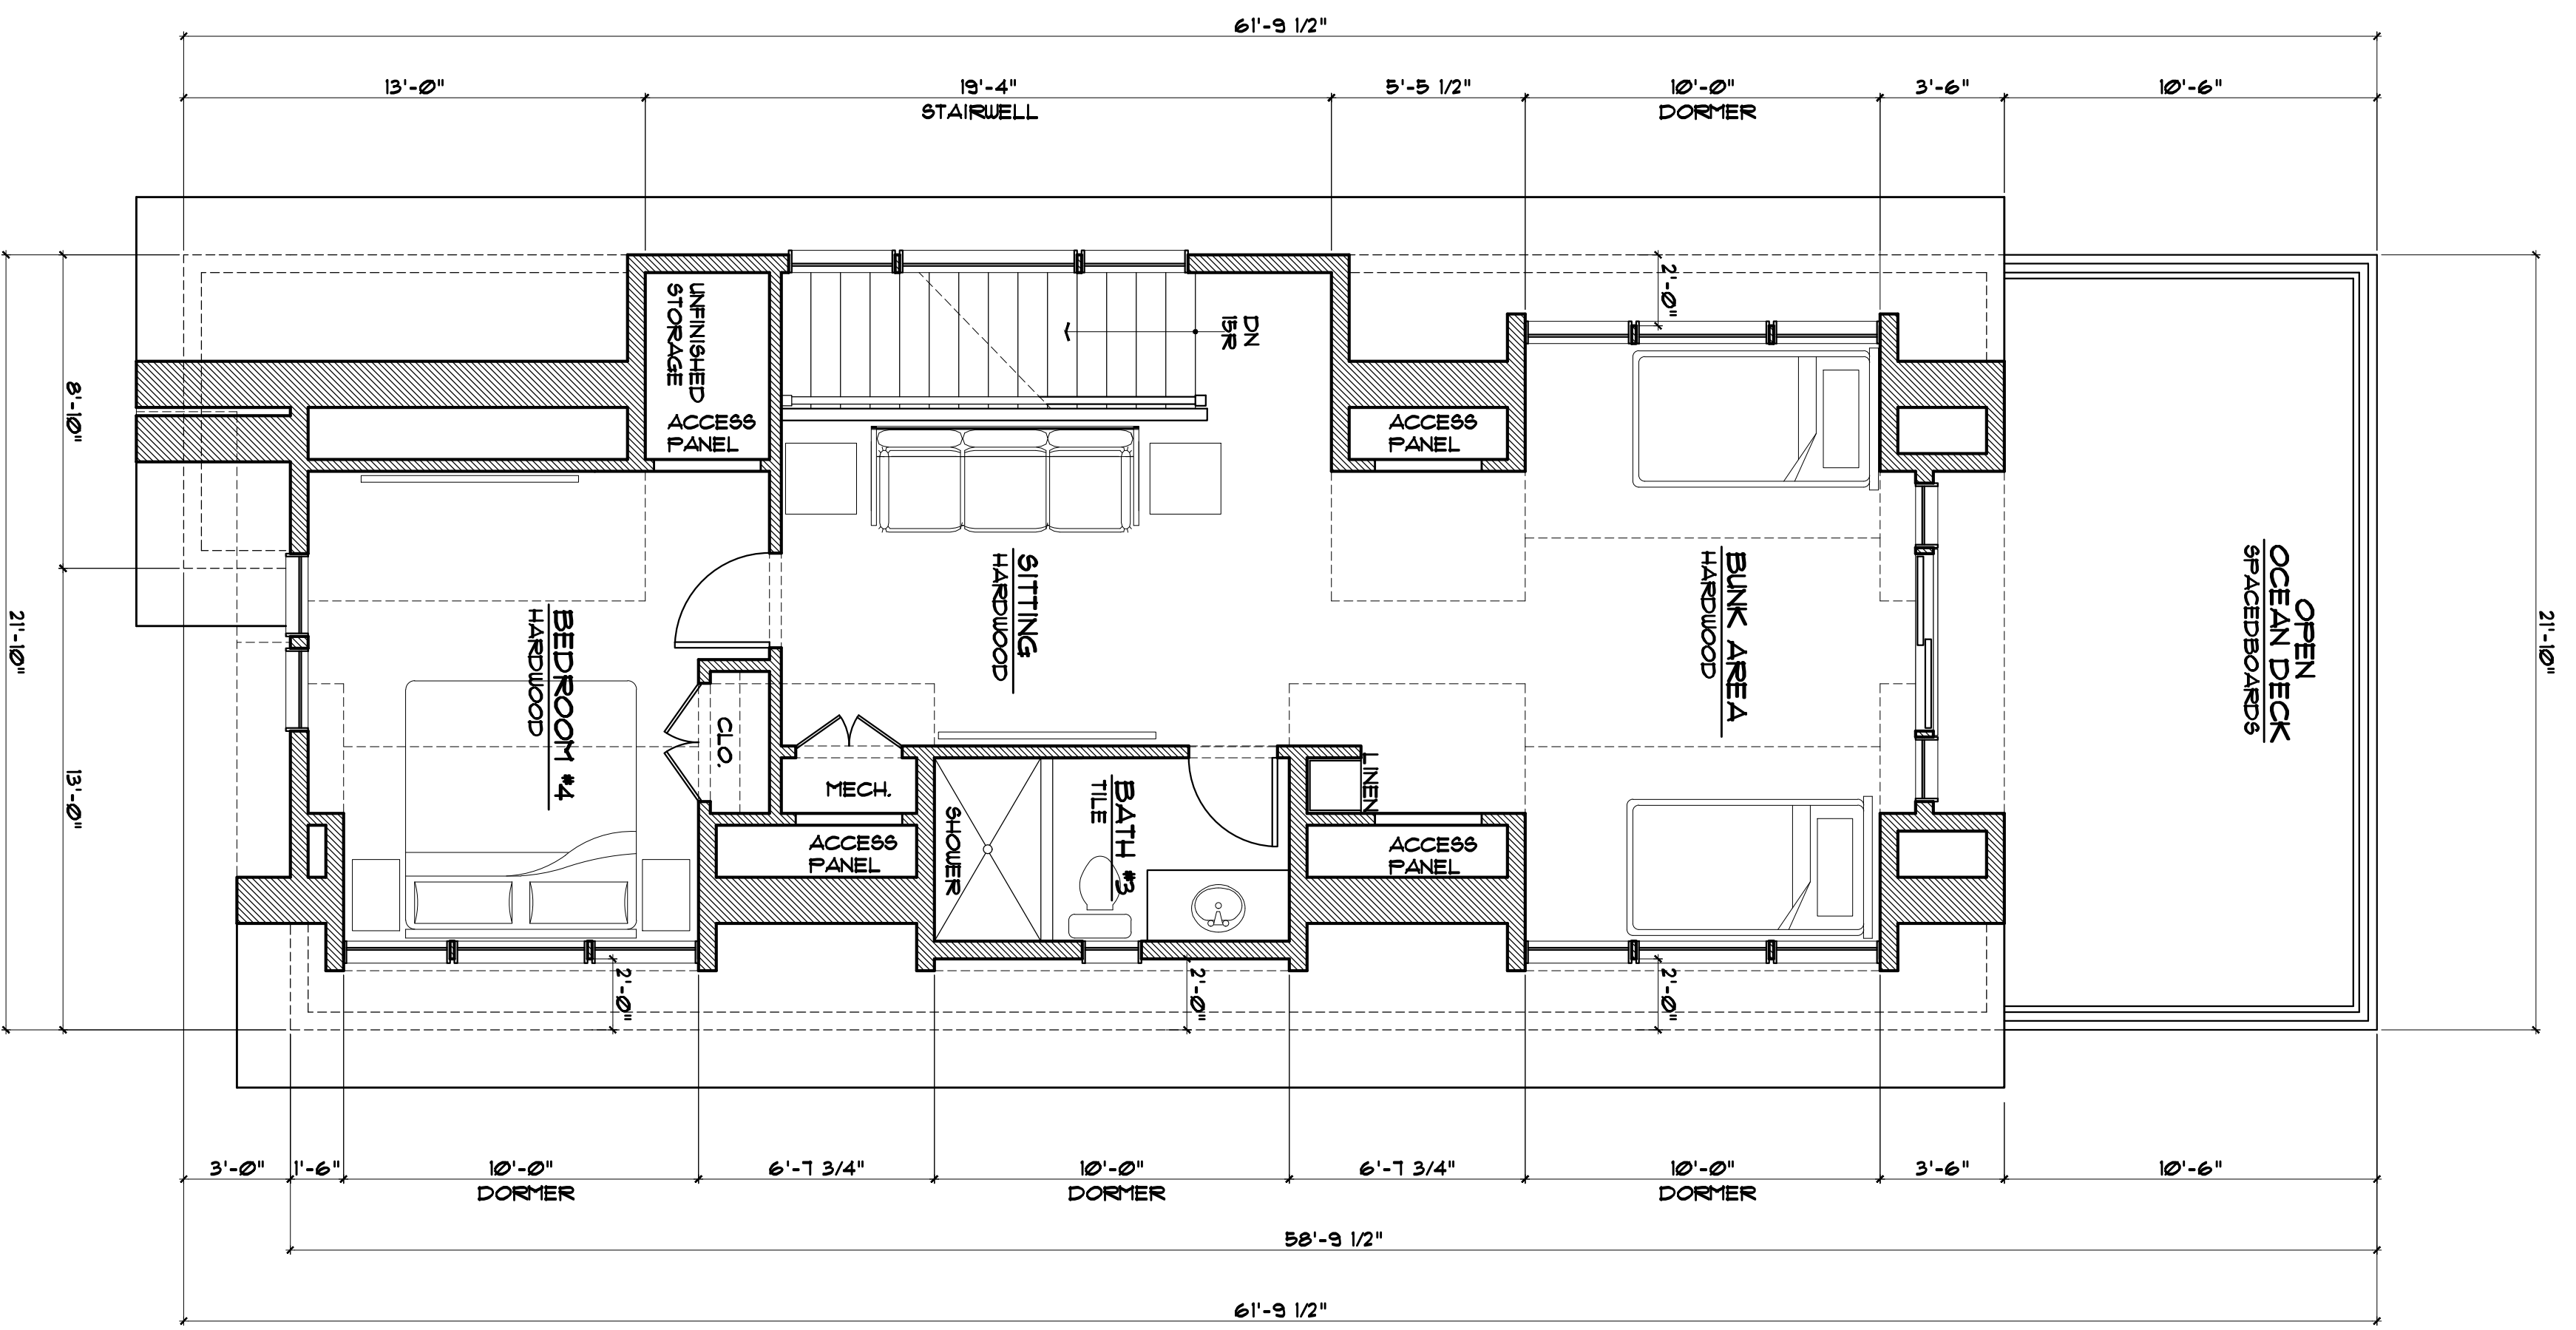 61'-9 1/2"
13'-0"
19'-4"
STAIRWELL
5'-5 1/2"
10'-0"
DORMER
3'-6"
10'-6"
2'-0"
UNFINISHED
STORAGE
ACCESS
PANEL
DN
15R
ACCESS
PANEL
8'-10"
21'-10"
13'-0"
21'-10"
BEDROOM #4
HARDWOOD
SITTING
HARDWOOD
BUNK AREA
HARDWOOD
OPEN
OCEAN DECK
SPACEDBOARDS
CLO.
MECH.
ACCESS
PANEL
SHOWER
BATH #3
TILE
LINEN
ACCESS
PANEL
2'-0"
2'-0"
2'-0"
3'-0"
1'-6"
10'-0"
DORMER
6'-7 3/4"
10'-0"
DORMER
6'-7 3/4"
10'-0"
DORMER
3'-6"
10'-6"
58'-9 1/2"
61'-9 1/2"